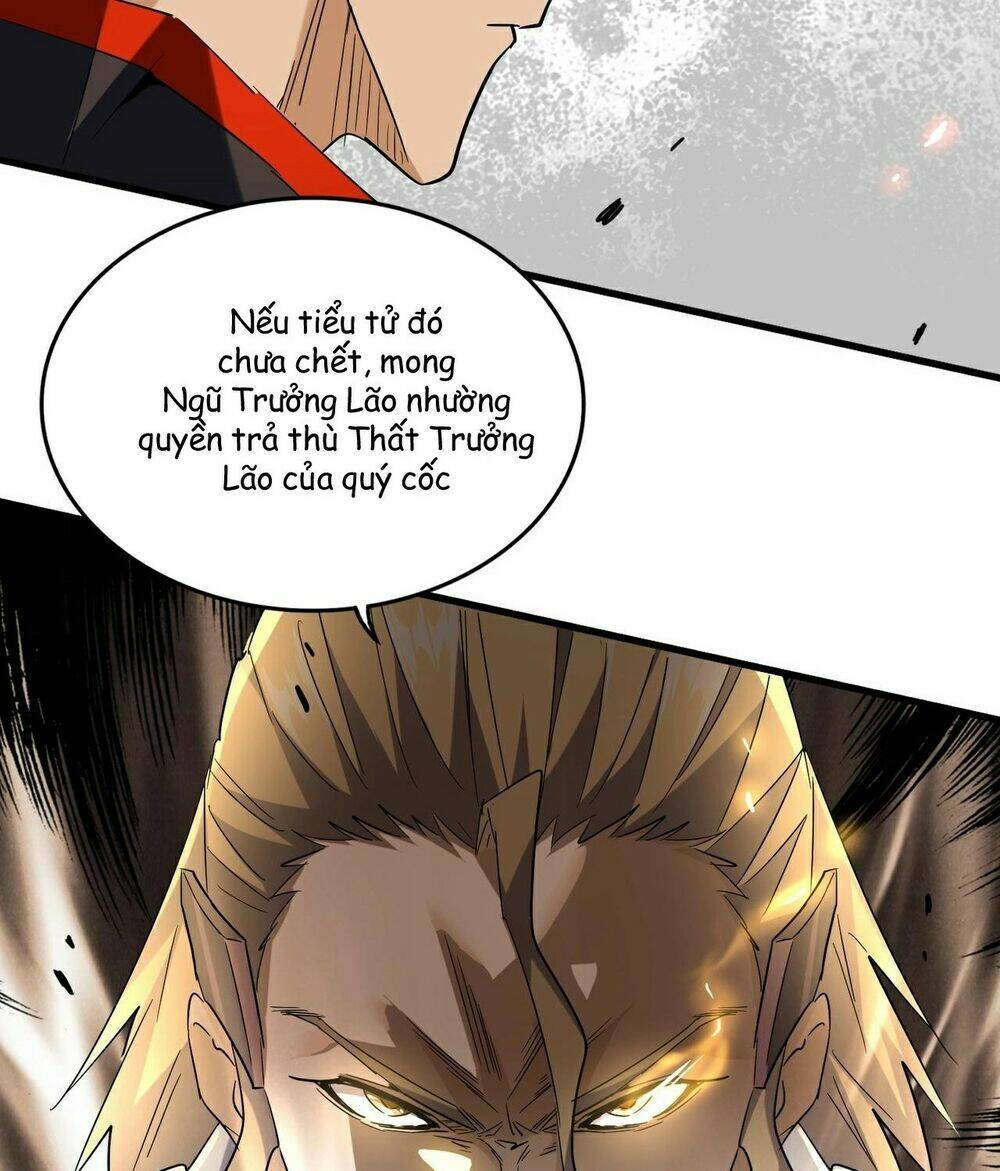 Nếu tiểu tử đó
chưa chết, mong
Ngũ Trưởng Lão nhường
quyền trả thù Thất Trưởng
Lão của quý cốc